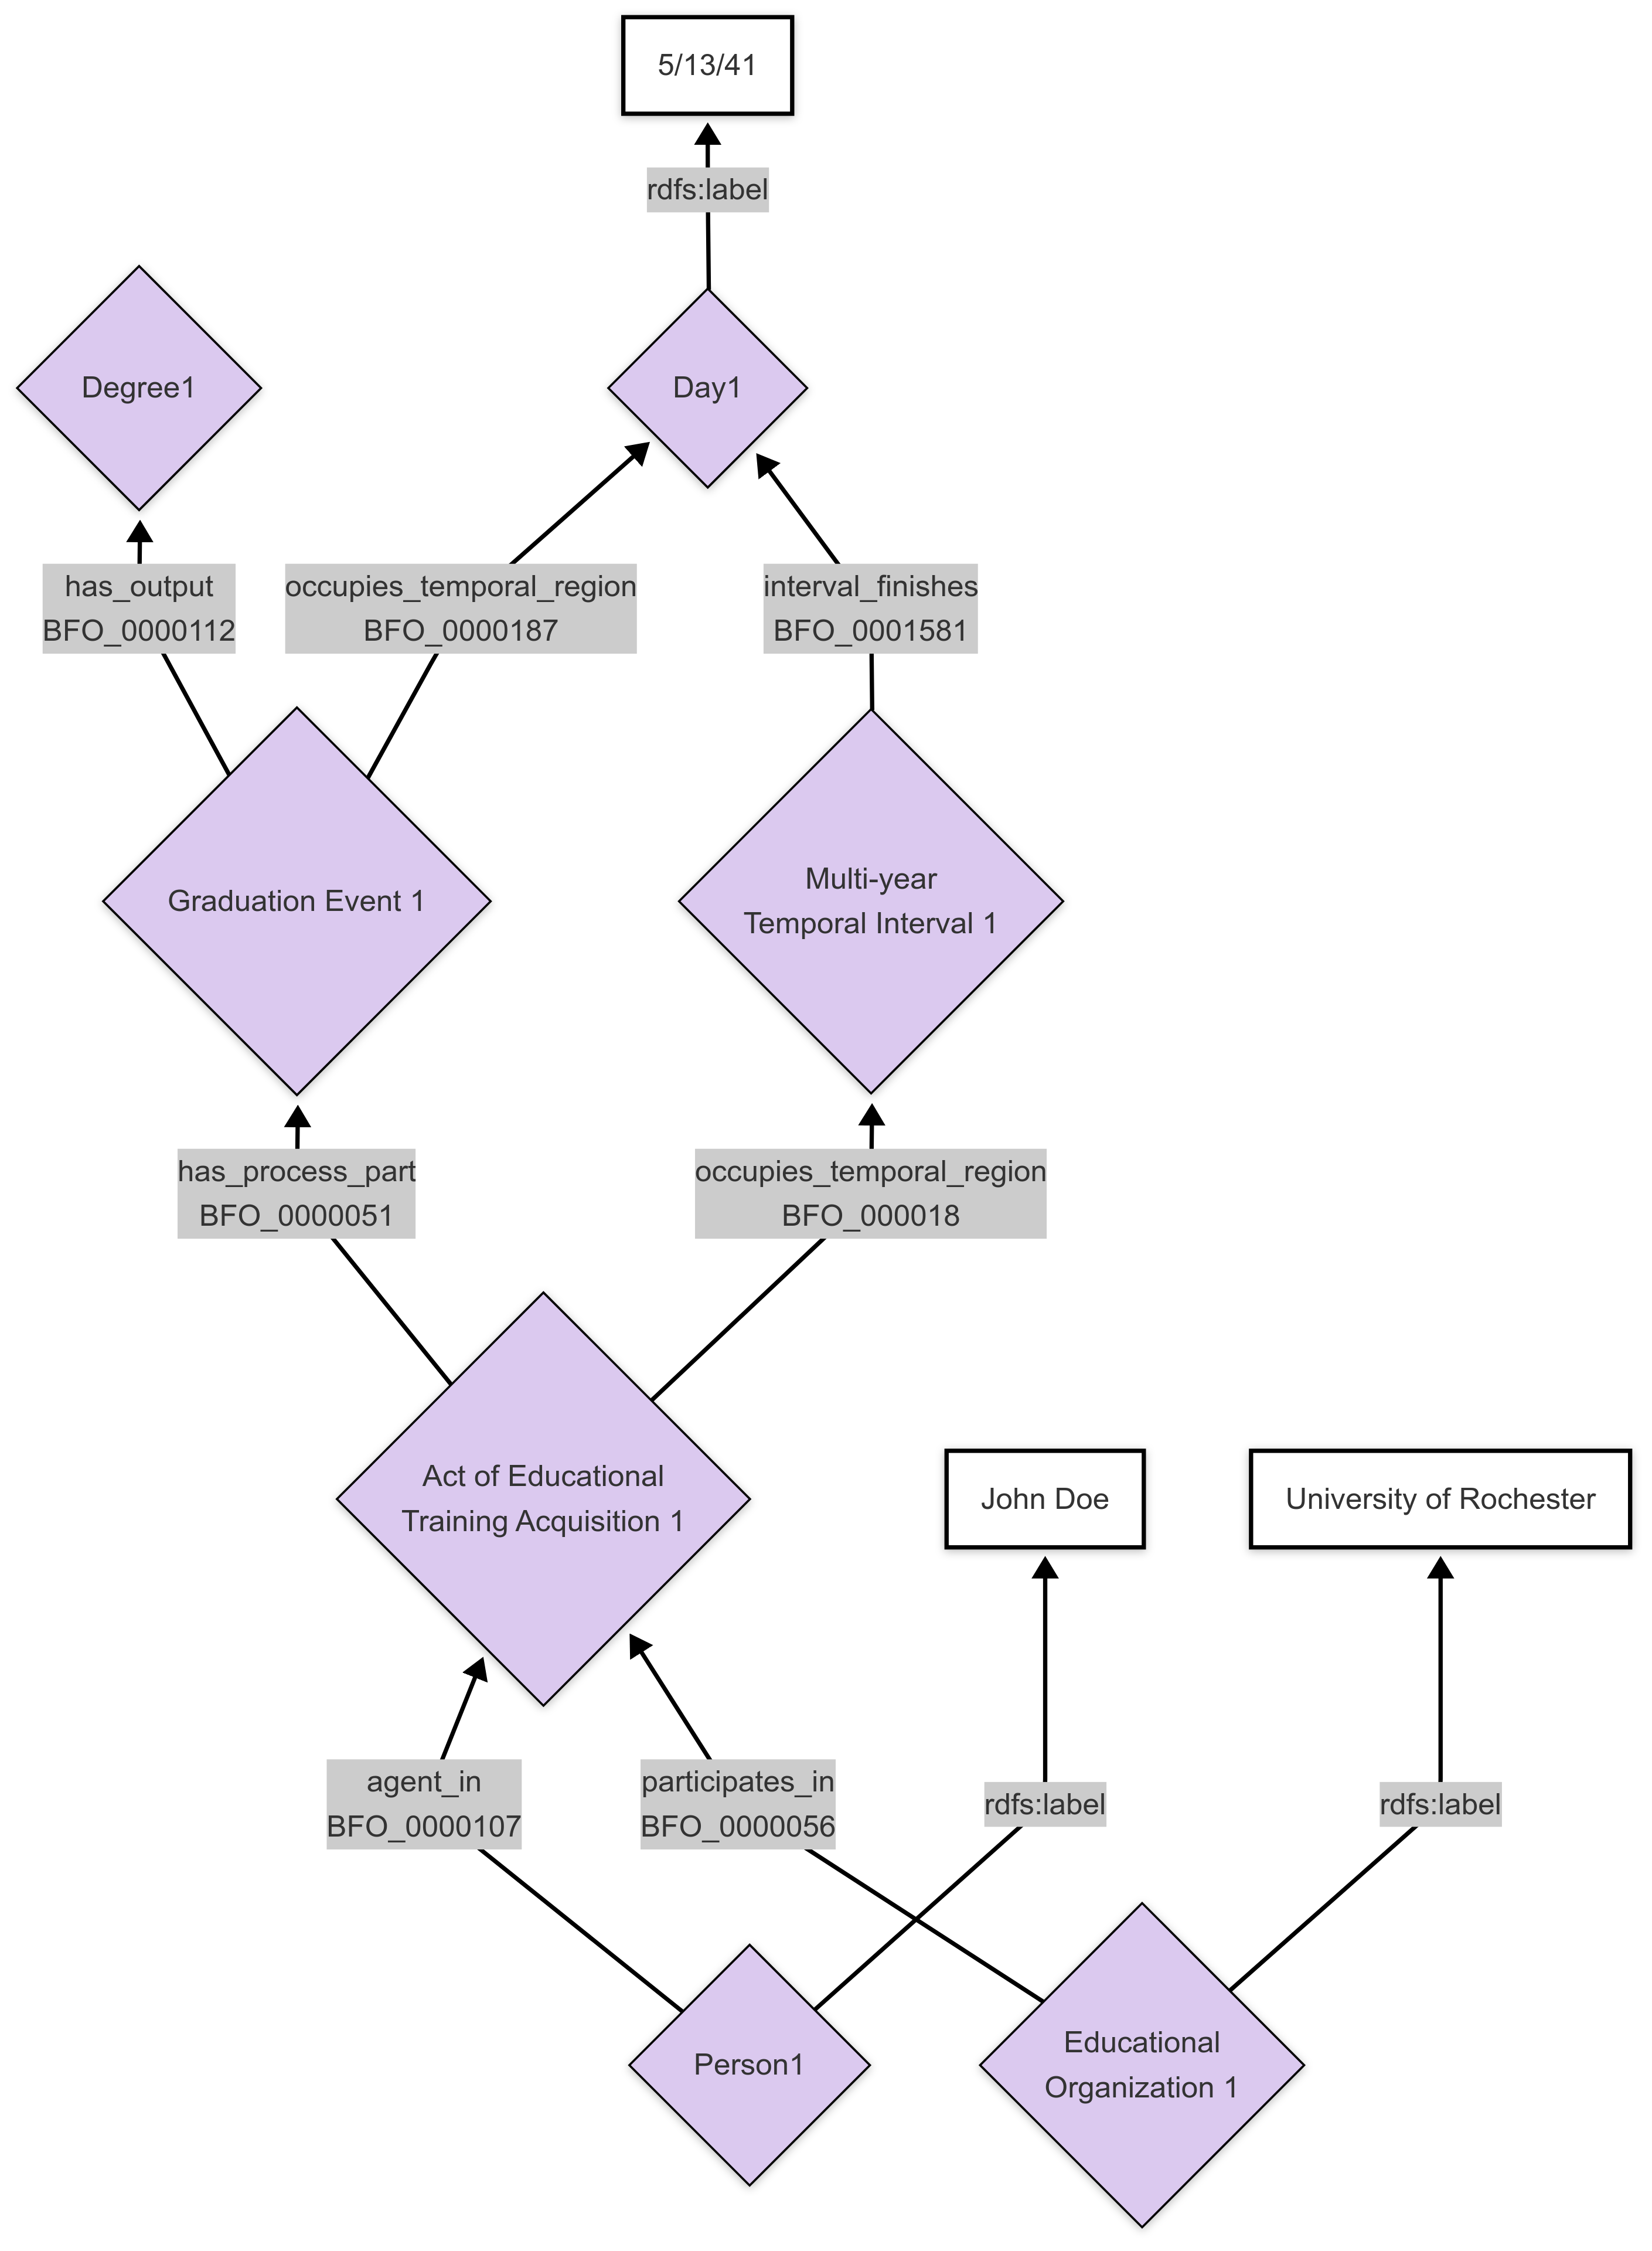 5/13/41
rdfs:label
Degree1
Day1
has_output
BFO_0000112
occupies_temporal_region
BFO_0000187
interval_finishes
BFO_0001581
Graduation Event 1
Multi-year
Temporal Interval 1
has_process_part
BFO_0000051
occupies_temporal_region
BFO_000018
Act of Educational
Training Acquisition 1
John Doe
University of Rochester
agent_in
BFO_0000107
participates_in
BFO_0000056
rdfs:label
rdfs:label
Person1
Educational
Organization 1